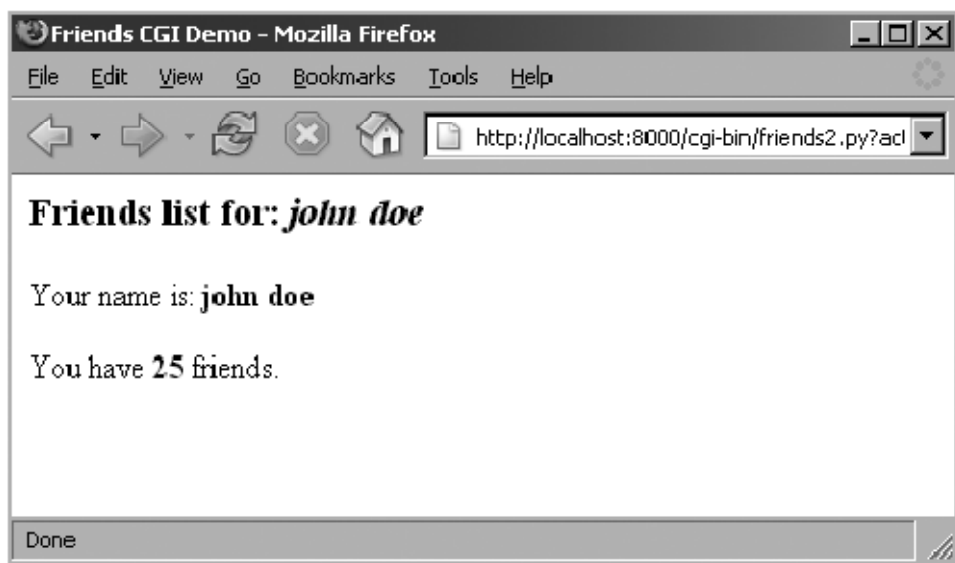 Friends CGI Demo - Mozilla Firefox
File Edit View Go Bookmarks Tools Help
http://localhost:8000/cgi-bin/friends2.py?act
Friends list for: john doe
Your name is: john doe
You have 25 friends.
Done